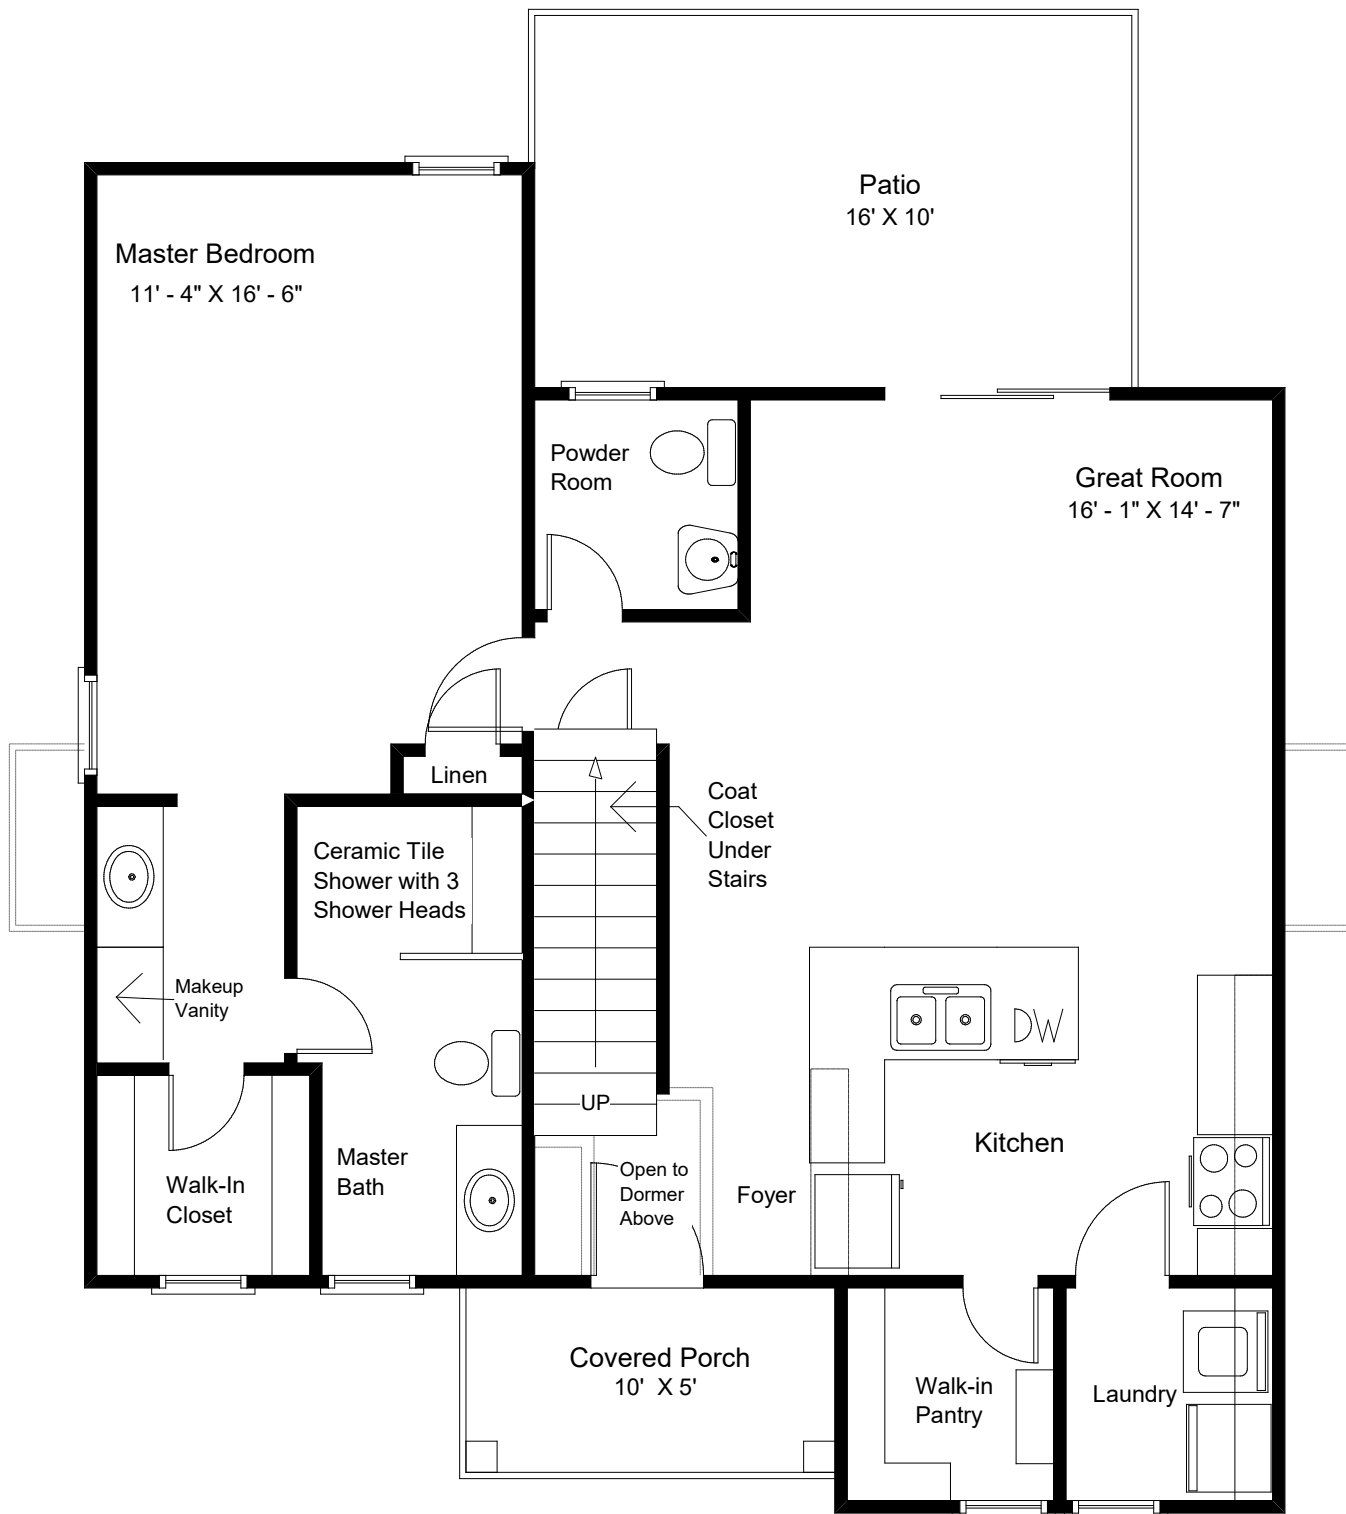 Patio
16' X 10'
Master Bedroom
11' - 4" X 16' - 6"
Powder
Room
Great Room
16' - 1" X 14' - 7"
Linen
Coat
Closet
Under
Stairs
Ceramic Tile
Shower with 3
Shower Heads
Makeup
Vanity
DW
UP
Kitchen
Master
Bath
Walk-In
Closet
Open to
Dormer
Above
Foyer
Covered Porch
10' X 5'
Walk-in
Pantry
Laundry